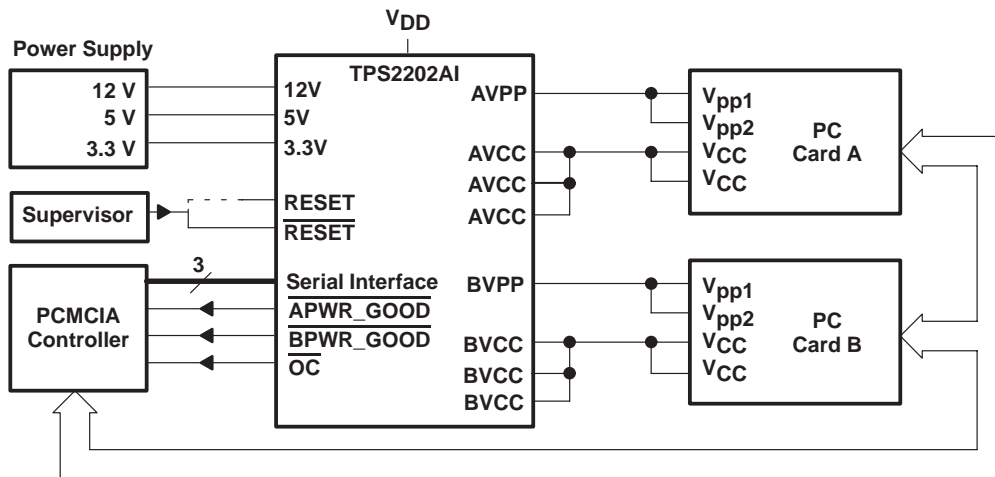 VDD
Power Supply
12 V
5 V
3.3 V
Supervisor
PCMCIA
Controller
3
TPS2202AI
12V
5V
3.3V
RESET
RESET
Serial Interface
APWR_GOOD
BPWR_GOOD
OC
AVPP
AVCC
AVCC
AVCC
BVPP
BVCC
BVCC
BVCC
Vpp1
Vpp2
VCC
VCC
PC
Card A
Vpp1
Vpp2
VCC
VCC
PC
Card B